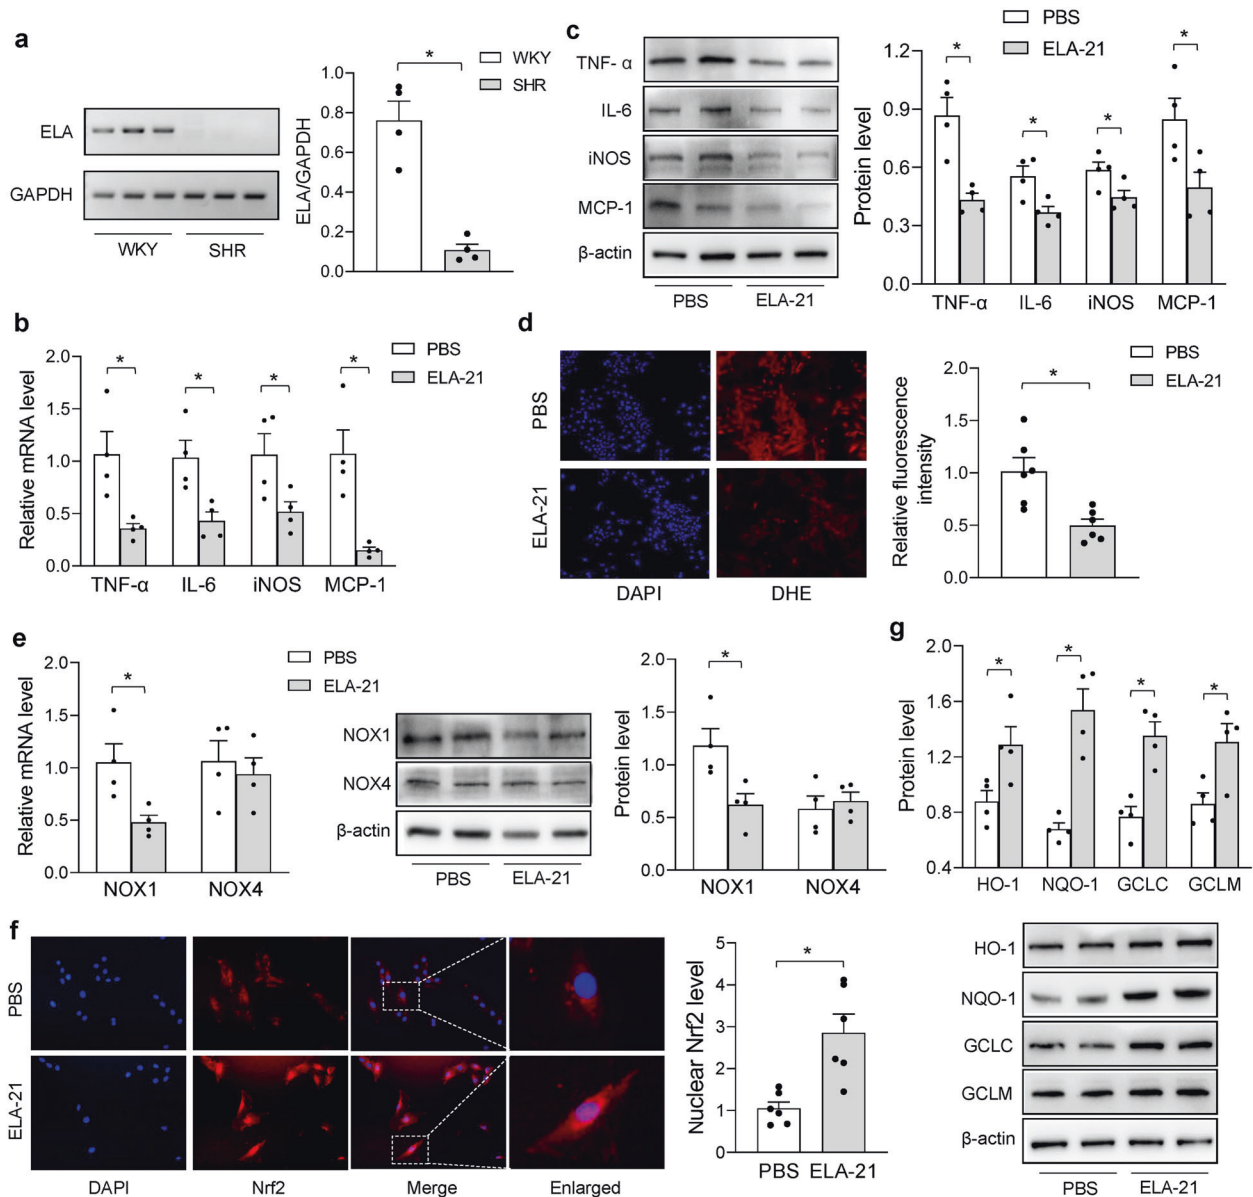 a
ELA
GAPDH
WKY SHR
ELA/GAPDH
1.0
0.8
0.6
0.4
0.2
0.0
*
WKY
SHR
b
Relative mRNA level
2.0
1.5
1.0
0.5
0.0
* * * *
TNF-α IL-6 iNOS MCP-1
PBS
ELA-21
c
TNF- α
IL-6
iNOS
MCP-1
β-actin
PBS ELA-21
Protein level
1.2
0.9
0.6
0.3
0.0
* * * *
TNF-α IL-6 iNOS MCP-1
PBS
ELA-21
d
PBS
ELA-21
DAPI DHE
Relative fluorescence
intensity
2.0
1.5
1.0
0.5
0.0
*
PBS
ELA-21
e
Relative mRNA level
2.0
1.5
1.0
0.5
0.0
*
NOX1 NOX4
PBS
ELA-21
NOX1
NOX4
β-actin
PBS ELA-21
Protein level
2.0
1.5
1.0
0.5
0.0
*
NOX1 NOX4
g
Protein level
2.0
1.6
1.2
0.8
0.4
* * * *
HO-1 NQO-1 GCLC GCLM
HO-1
NQO-1
GCLC
GCLM
β-actin
PBS ELA-21
f
PBS
ELA-21
DAPI Nrf2 Merge Enlarged
Nuclear Nrf2 level
5
4
3
2
1
0
*
PBS ELA-21